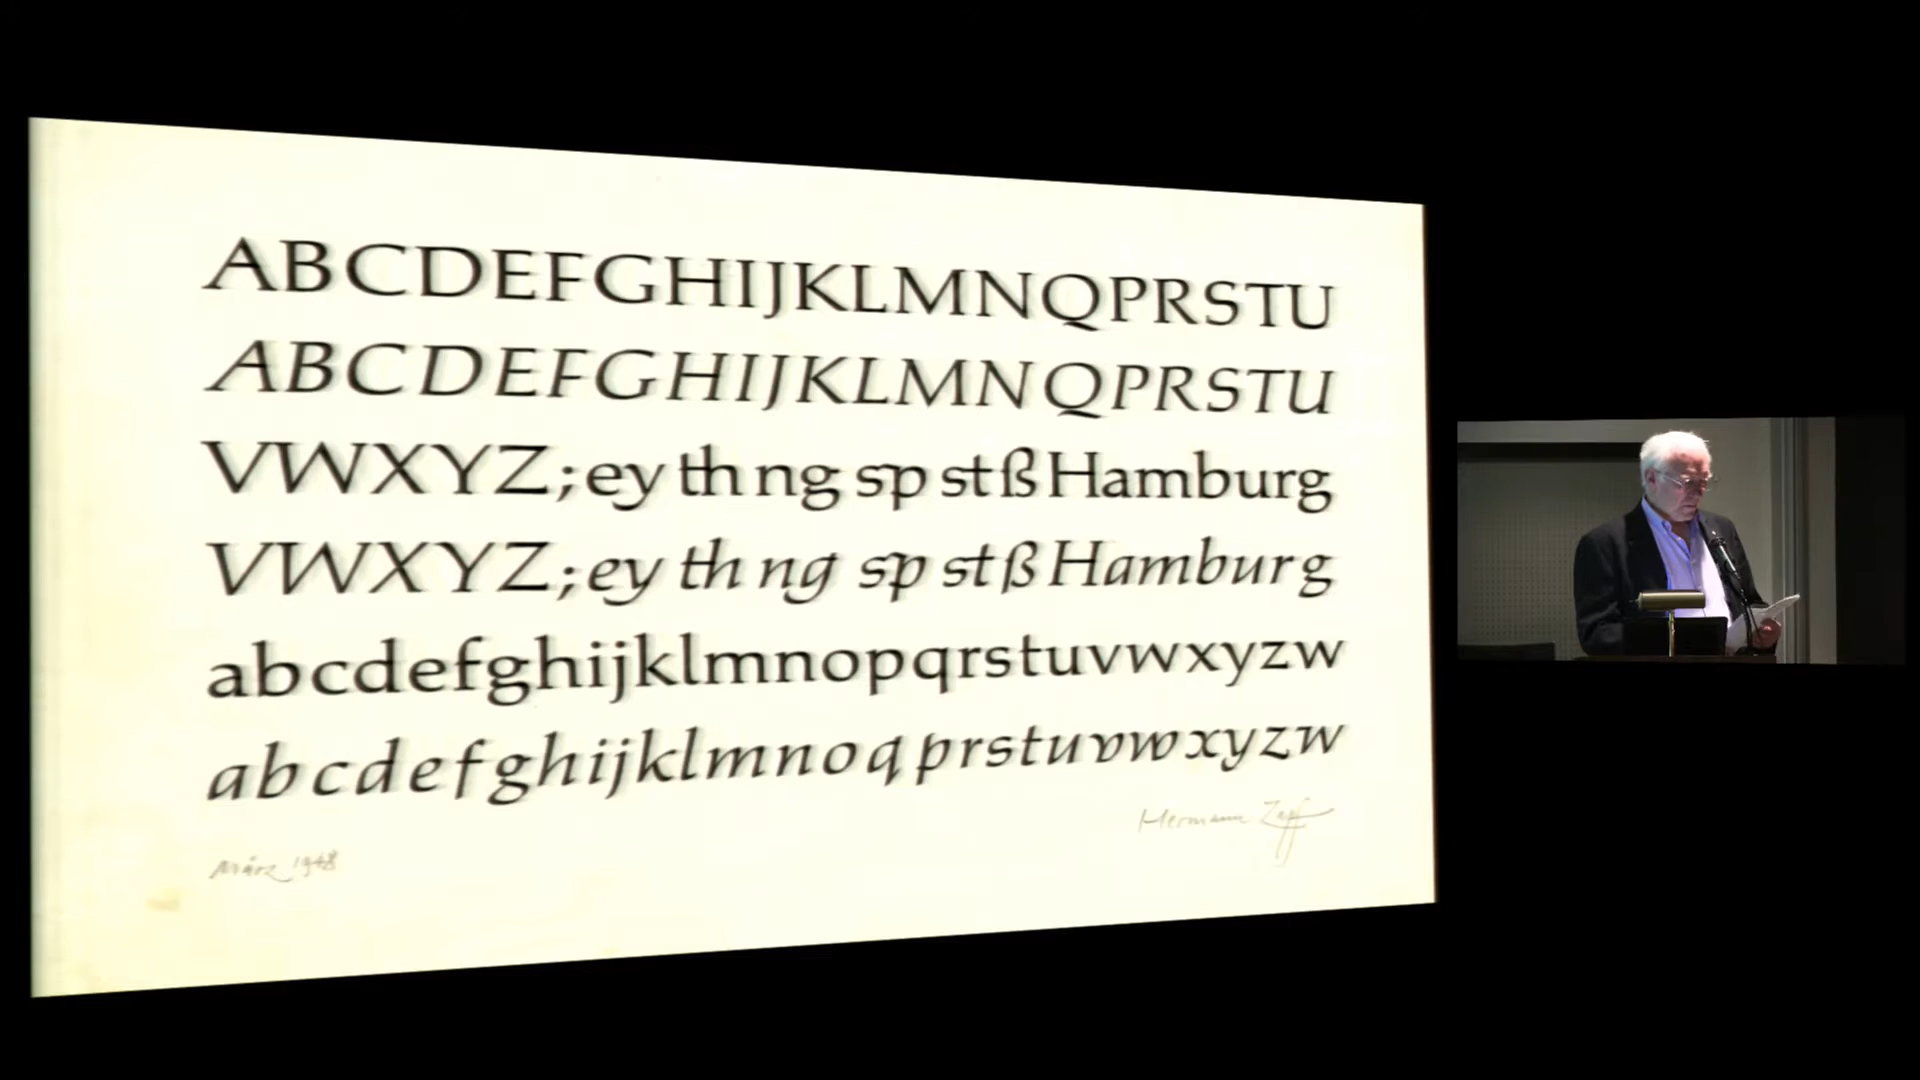 ABCDEFGHIJKLMNQPRSTU
ABCDEFGHIJKLMNQPRSTU
VWXYZ; ey th ng sp st ß Hamburg
VWXYZ; ey th ng sp st ß Hamburg
abcdefghijklmnopqrstuvwxyzw
abcdefghijklmnoqprstuvwxyzw
Hermann Zapf
März 1948